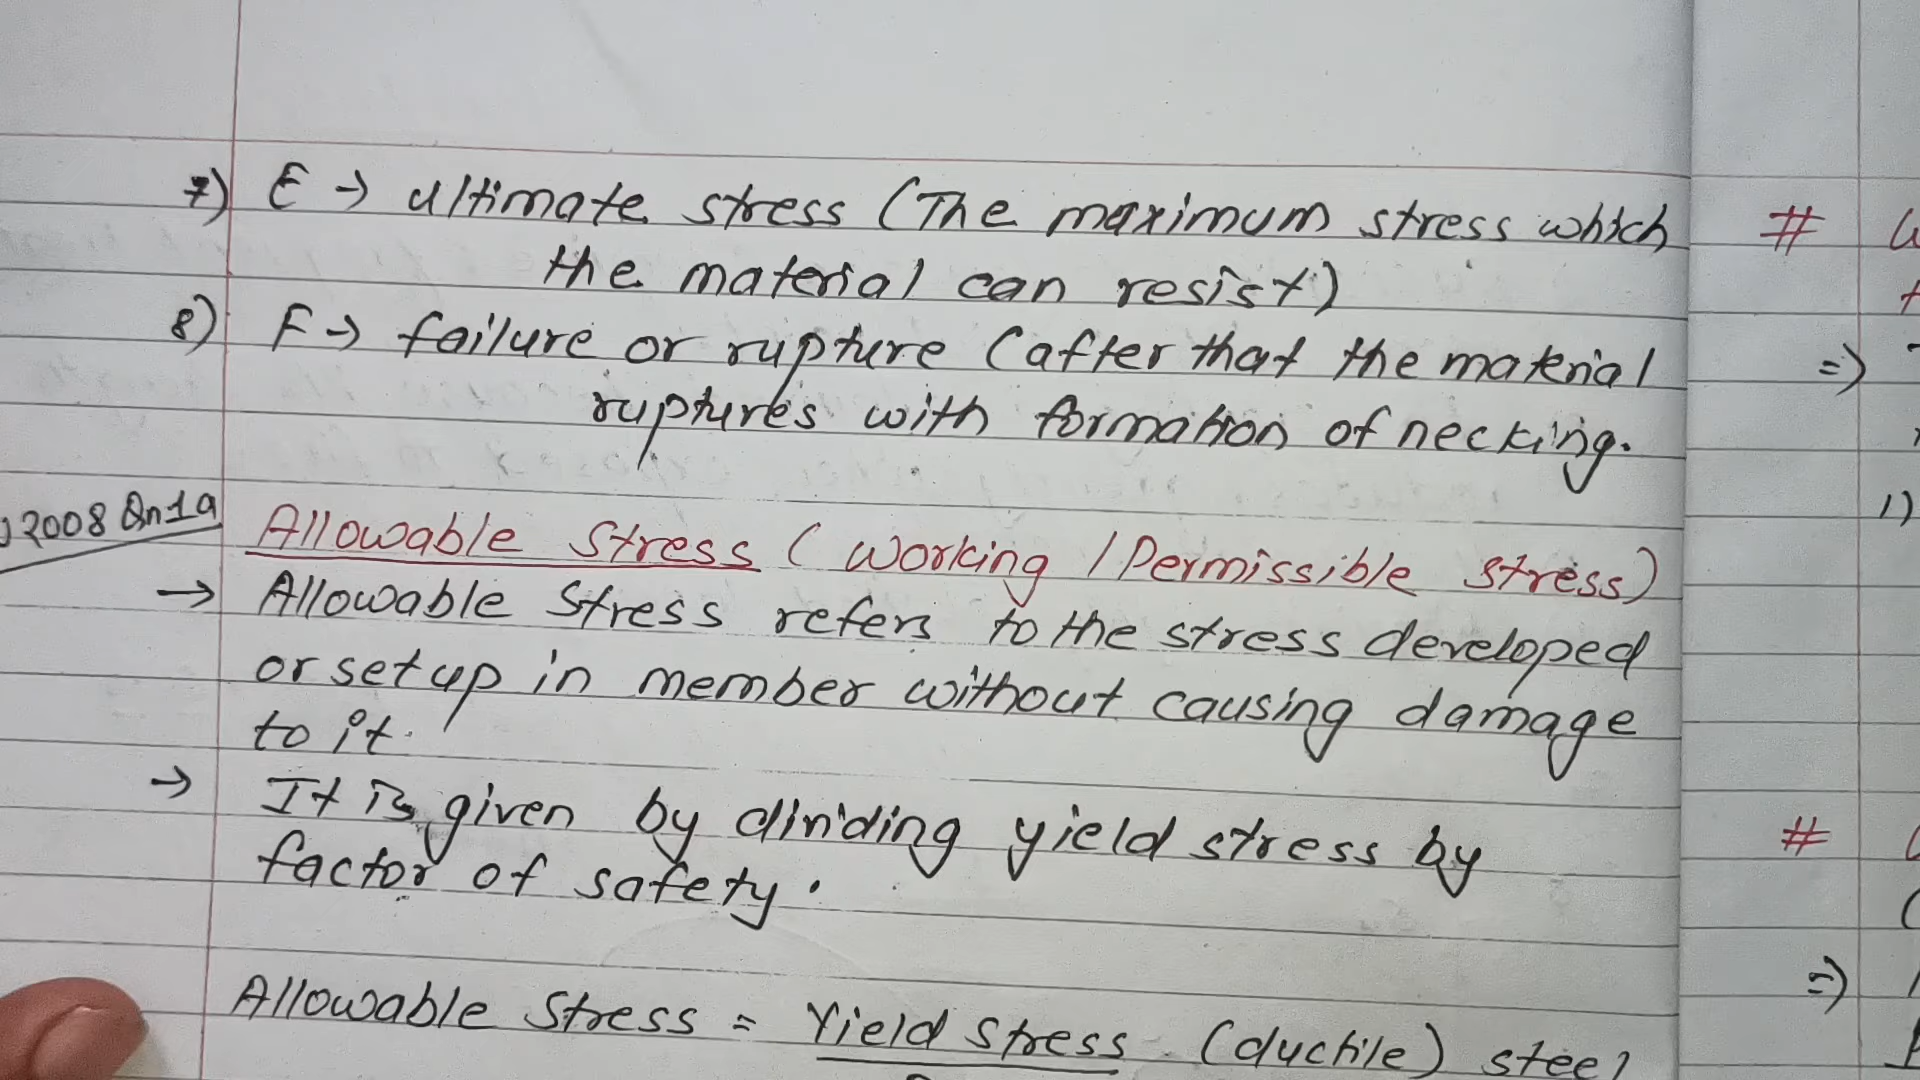 7) E → ultimate stress (The maximum stress which
the material can resist)
8) F → failure or rupture (after that the material
ruptures with formation of necking.
2008 Qn 1a
Allowable Stress (Working / Permissible stress)
→ Allowable Stress refers to the stress developed
or set up in member without causing damage
to it.
→ It is given by dividing yield stress by
factor of safety.
Allowable Stress = Yield stress (ductile) steel
#
=>
1)
#
=>